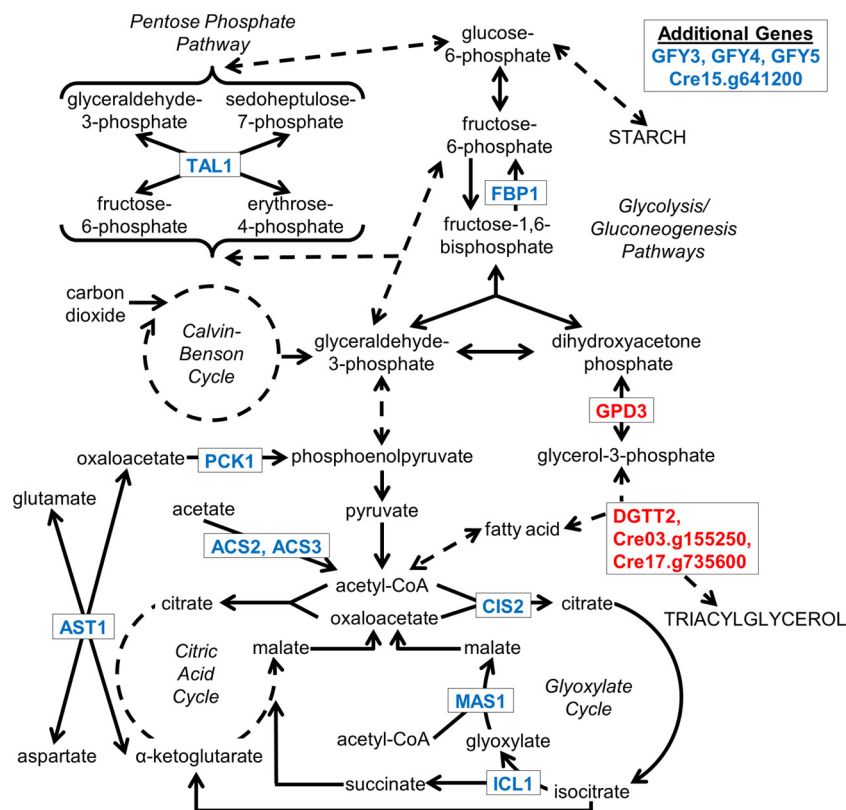 Pentose Phosphate
Pathway
glucose-
6-phosphate
Additional Genes
GFY3, GFY4, GFY5
Cre15.g641200
glyceraldehyde-
3-phosphate
sedoheptulose-
7-phosphate
TAL1
fructose-
6-phosphate
erythrose-
4-phosphate
fructose-
6-phosphate
STARCH
FBP1
fructose-1,6-
bisphosphate
Glycolysis/
Gluconeogenesis
Pathways
carbon
dioxide
Calvin-
Benson
Cycle
glyceraldehyde-
3-phosphate
dihydroxyacetone
phosphate
GPD3
glycerol-3-phosphate
oxaloacetate
PCK1
phosphoenolpyruvate
glutamate
acetate
pyruvate
fatty acid
DGTT2,
Cre03.g155250,
Cre17.g735600
ACS2, ACS3
acetyl-CoA
TRIACYLGLYCEROL
citrate
oxaloacetate
CIS2
citrate
AST1
Citric
Acid
Cycle
malate
malate
Glyoxylate
Cycle
MAS1
acetyl-CoA
glyoxylate
aspartate
α-ketoglutarate
succinate
ICL1
isocitrate